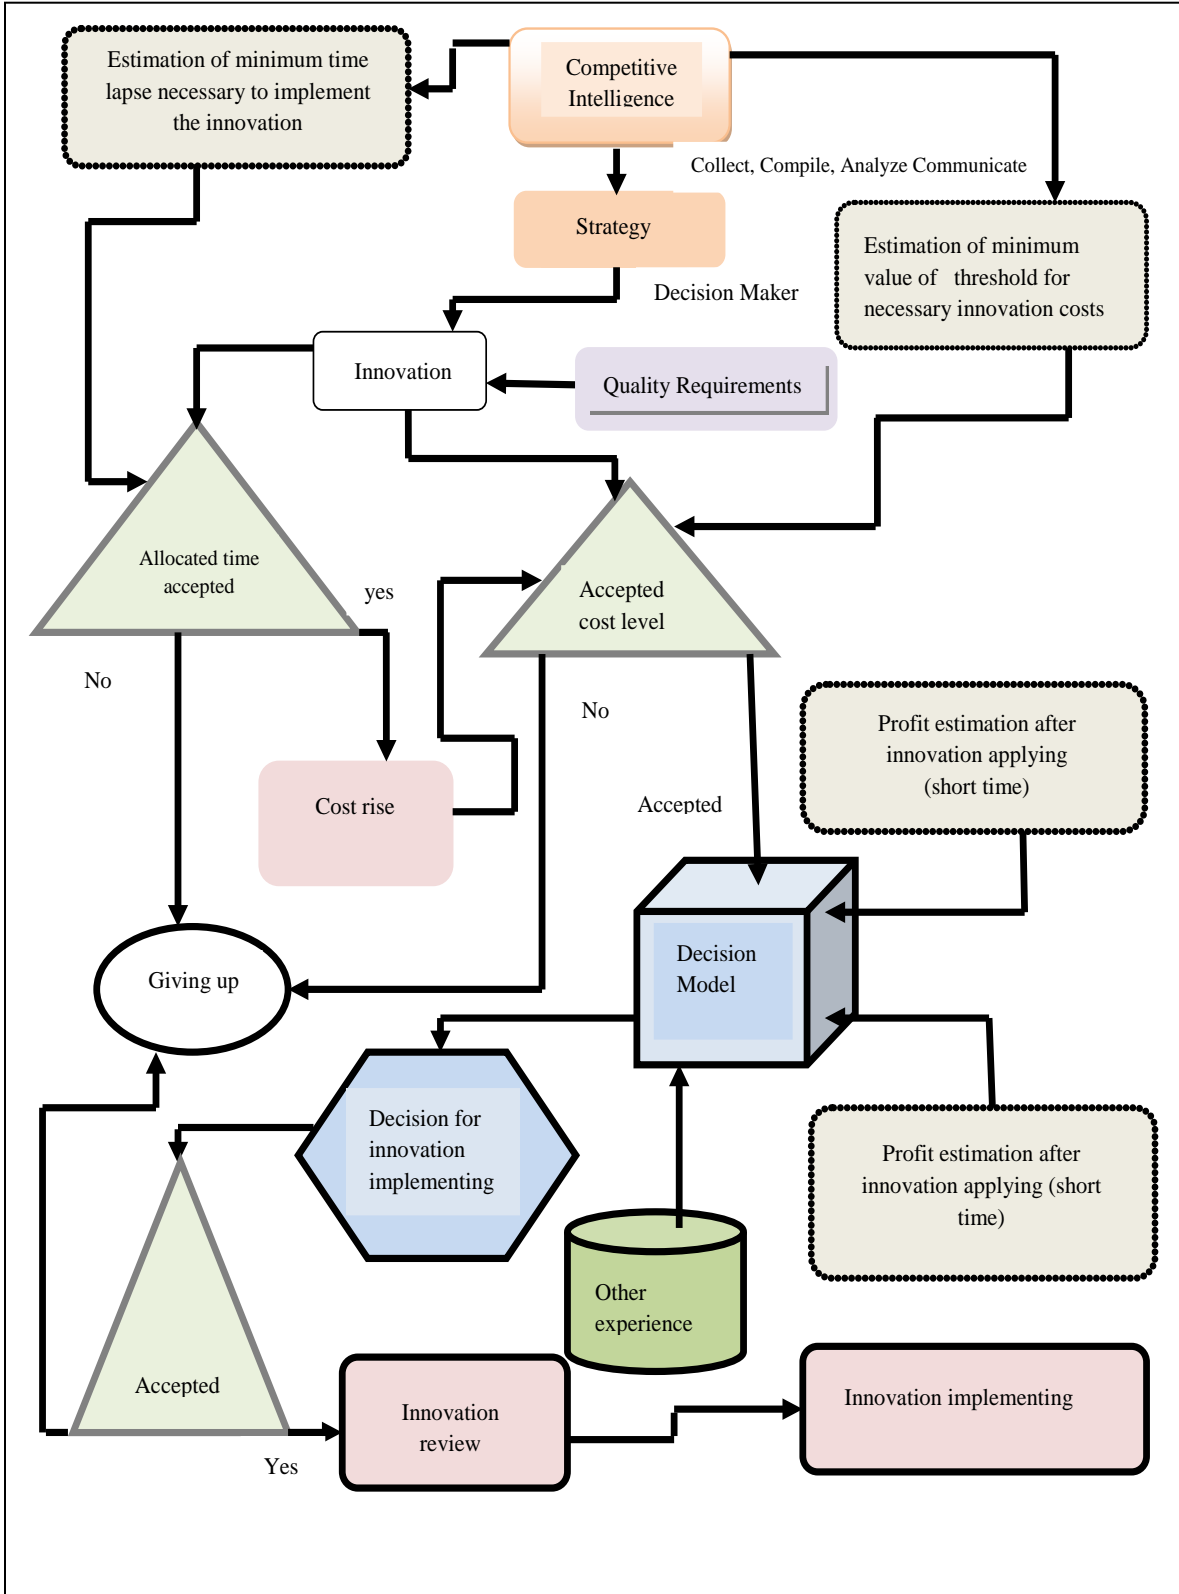 Estimation of minimum time
lapse necessary to implement
the innovation
Competitive
Intelligence
Collect, Compile, Analyze Communicate
Strategy
Estimation of minimum
value of threshold for
necessary innovation costs
Decision Maker
Innovation
Quality Requirements
Allocated time
accepted
yes
Accepted
cost level
No
No
Profit estimation after
innovation applying
(short time)
Cost rise
Accepted
Decision
Model
Giving up
Decision for
innovation
implementing
Profit estimation after
innovation applying (short
time)
Other
experience
Accepted
Innovation
review
Innovation implementing
Yes